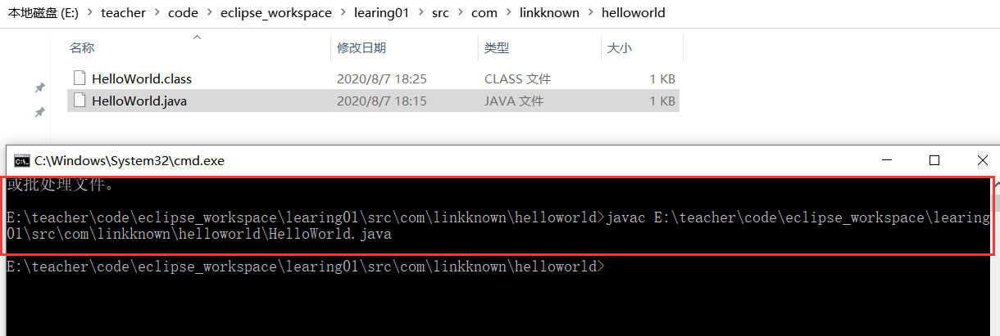 本地磁盘 (E:) > teacher > code > eclipse_workspace > learing01 > src > com > linkknown > helloworld
名称 修改日期 类型 大小
HelloWorld.class 2020/8/7 18:25 CLASS 文件 1 KB
HelloWorld.java 2020/8/7 18:15 JAVA 文件 1 KB
C:\Windows\System32\cmd.exe
或批处理文件。
E:\teacher\code\eclipse_workspace\learing01\src\com\linkknown\helloworld>javac E:\teacher\code\eclipse_workspace\learing
01\src\com\linkknown\helloworld\HelloWorld.java
E:\teacher\code\eclipse_workspace\learing01\src\com\linkknown\helloworld>